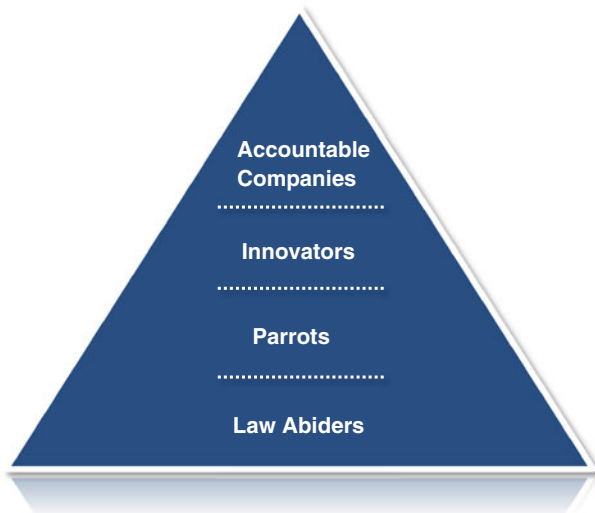 Accountable
Companies
Innovators
Parrots
Law Abiders